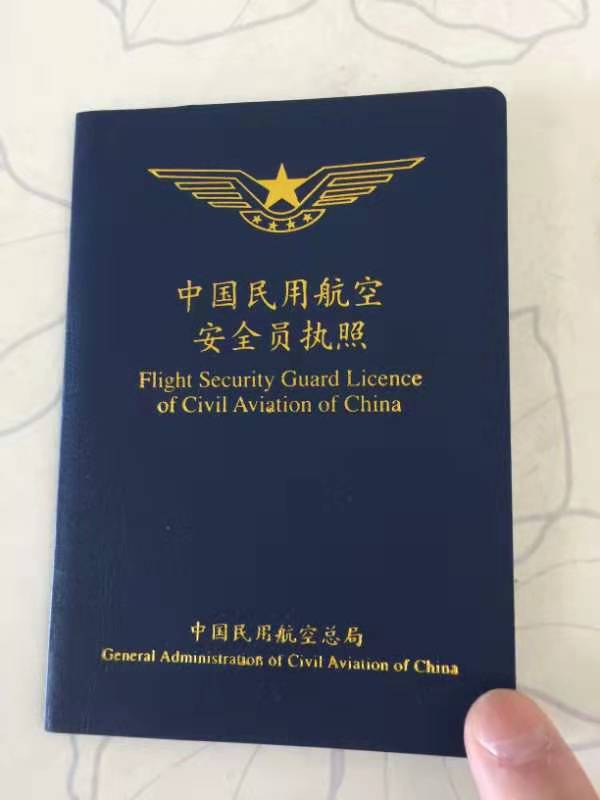 中国民用航空
安全员执照
Flight Security Guard Licence
of Civil Aviation of China
中国民用航空总局
General Administration of Civil Aviation of China